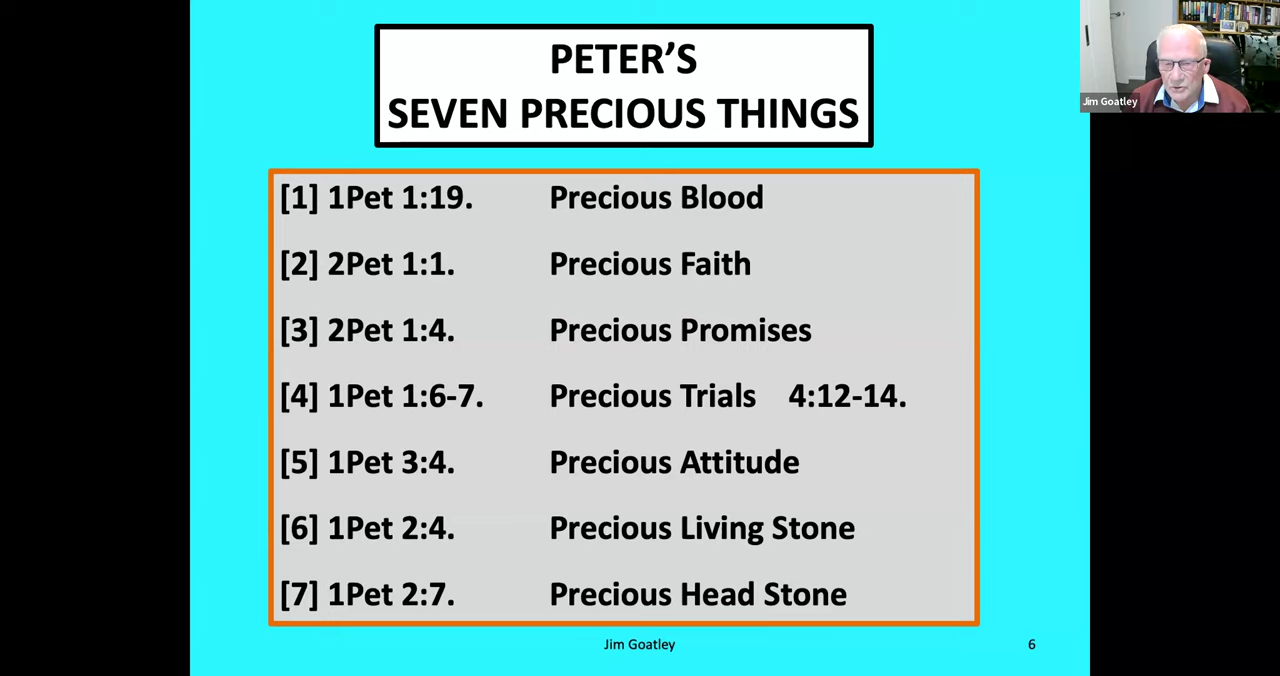 PETER'S
SEVEN PRECIOUS THINGS
[1] 1Pet 1:19. Precious Blood
[2] 2Pet 1:1. Precious Faith
[3] 2Pet 1:4. Precious Promises
[4] 1Pet 1:6-7. Precious Trials 4:12-14.
[5] 1Pet 3:4. Precious Attitude
[6] 1Pet 2:4. Precious Living Stone
[7] 1Pet 2:7. Precious Head Stone
Jim Goatley 6
Jim Goatley